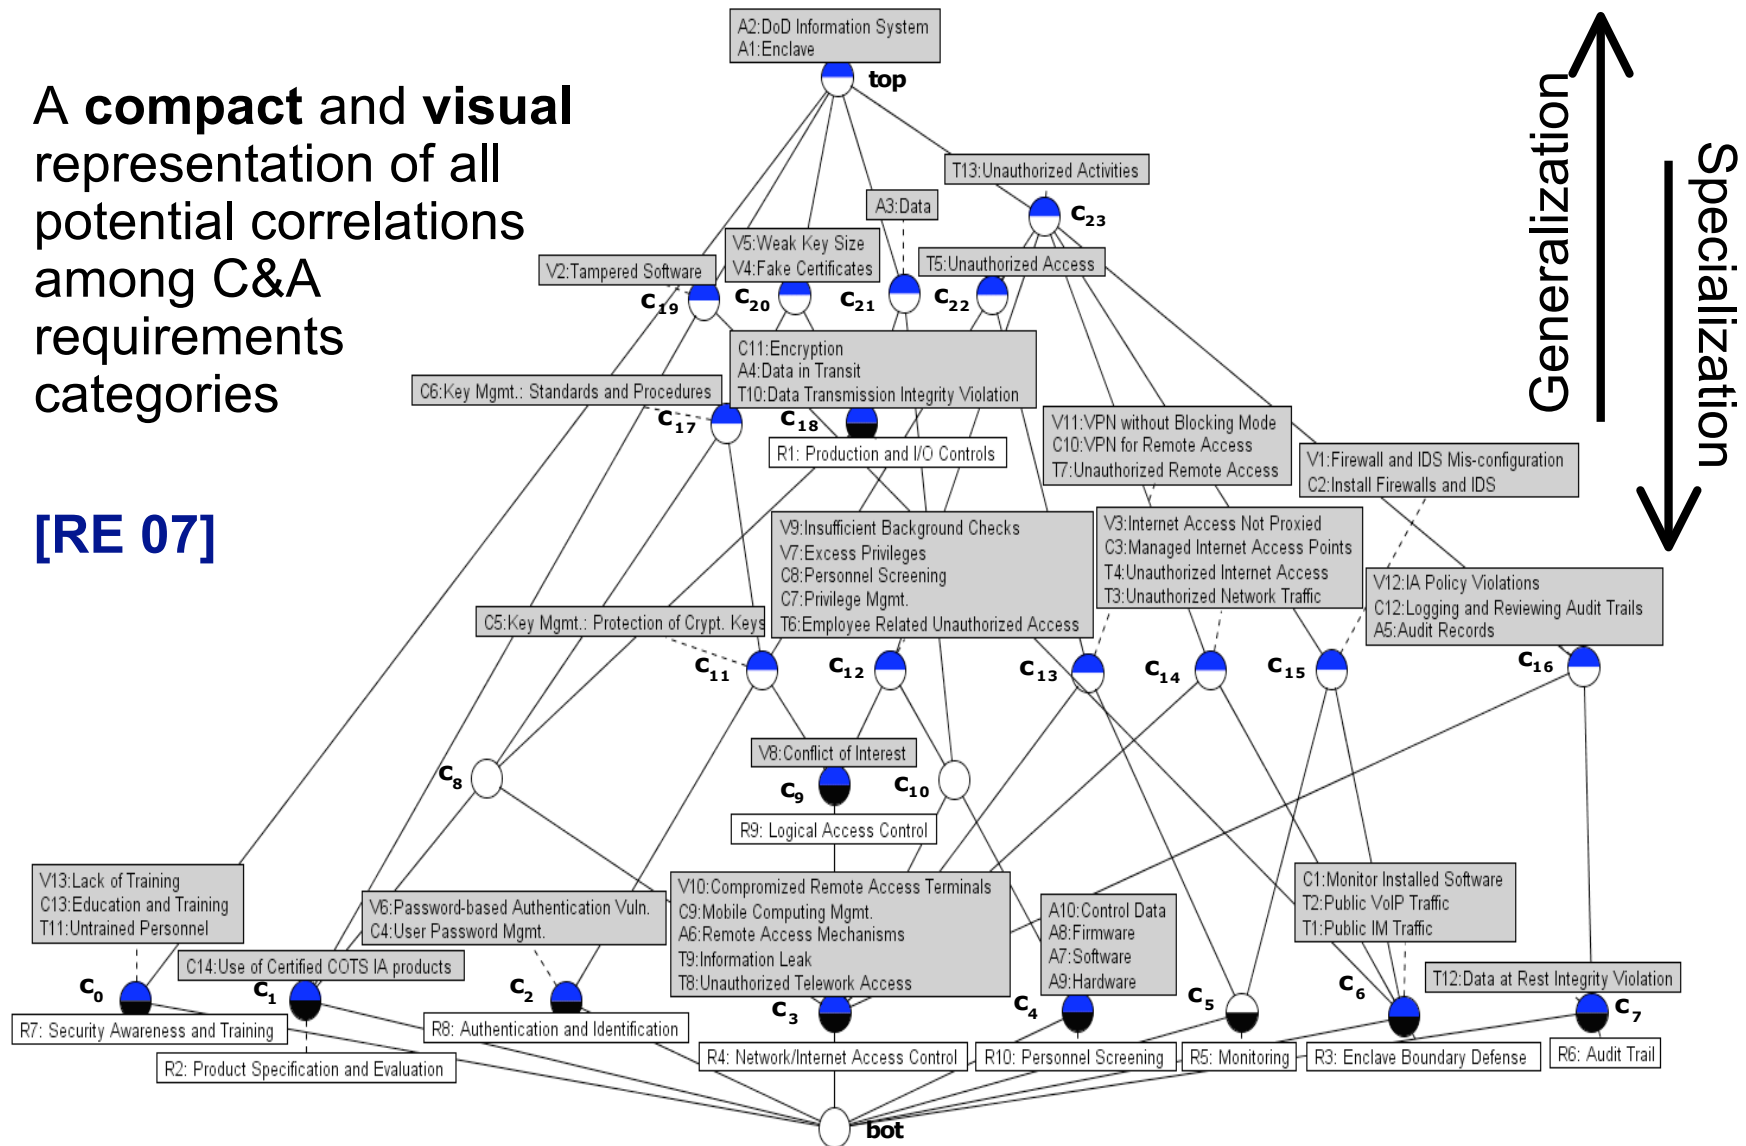 A2:DoD Information System
A1:Enclave
top
A compact and visual
representation of all
potential correlations
among C&A
requirements
categories
[RE 07]
Generalization
Specialization
T13:Unauthorized Activities
A3:Data
C23
V5:Weak Key Size
V4:Fake Certificates
T5:Unauthorized Access
V2:Tampered Software
C19
C20
C21
C22
C11:Encryption
A4:Data in Transit
T10:Data Transmission Integrity Violation
C6:Key Mgmt.: Standards and Procedures
C17
C18
R1: Production and I/O Controls
V11:VPN without Blocking Mode
C10:VPN for Remote Access
T7:Unauthorized Remote Access
V1:Firewall and IDS Mis-configuration
C2:Install Firewalls and IDS
V9:Insufficient Background Checks
V7:Excess Privileges
C8:Personnel Screening
C7:Privilege Mgmt.
T6:Employee Related Unauthorized Access
V3:Internet Access Not Proxied
C3:Managed Internet Access Points
T4:Unauthorized Internet Access
T3:Unauthorized Network Traffic
V12:IA Policy Violations
C12:Logging and Reviewing Audit Trails
A5:Audit Records
C5:Key Mgmt.: Protection of Crypt. Keys
C11
C12
C13
C14
C15
C16
V8:Conflict of Interest
C8
C9
C10
R9: Logical Access Control
V13:Lack of Training
C13:Education and Training
T11:Untrained Personnel
V6:Password-based Authentication Vuln.
C4:User Password Mgmt.
V10:Compromized Remote Access Terminals
C9:Mobile Computing Mgmt.
A6:Remote Access Mechanisms
T9:Information Leak
T8:Unauthorized Telework Access
A10:Control Data
A8:Firmware
A7:Software
A9:Hardware
C1:Monitor Installed Software
T2:Public VoIP Traffic
T1:Public IM Traffic
C14:Use of Certified COTS IA products
T12:Data at Rest Integrity Violation
C0
C1
C2
C3
C4
C5
C6
C7
R7: Security Awareness and Training
R8: Authentication and Identification
R2: Product Specification and Evaluation
R4: Network/Internet Access Control
R10: Personnel Screening
R5: Monitoring
R3: Enclave Boundary Defense
R6: Audit Trail
bot